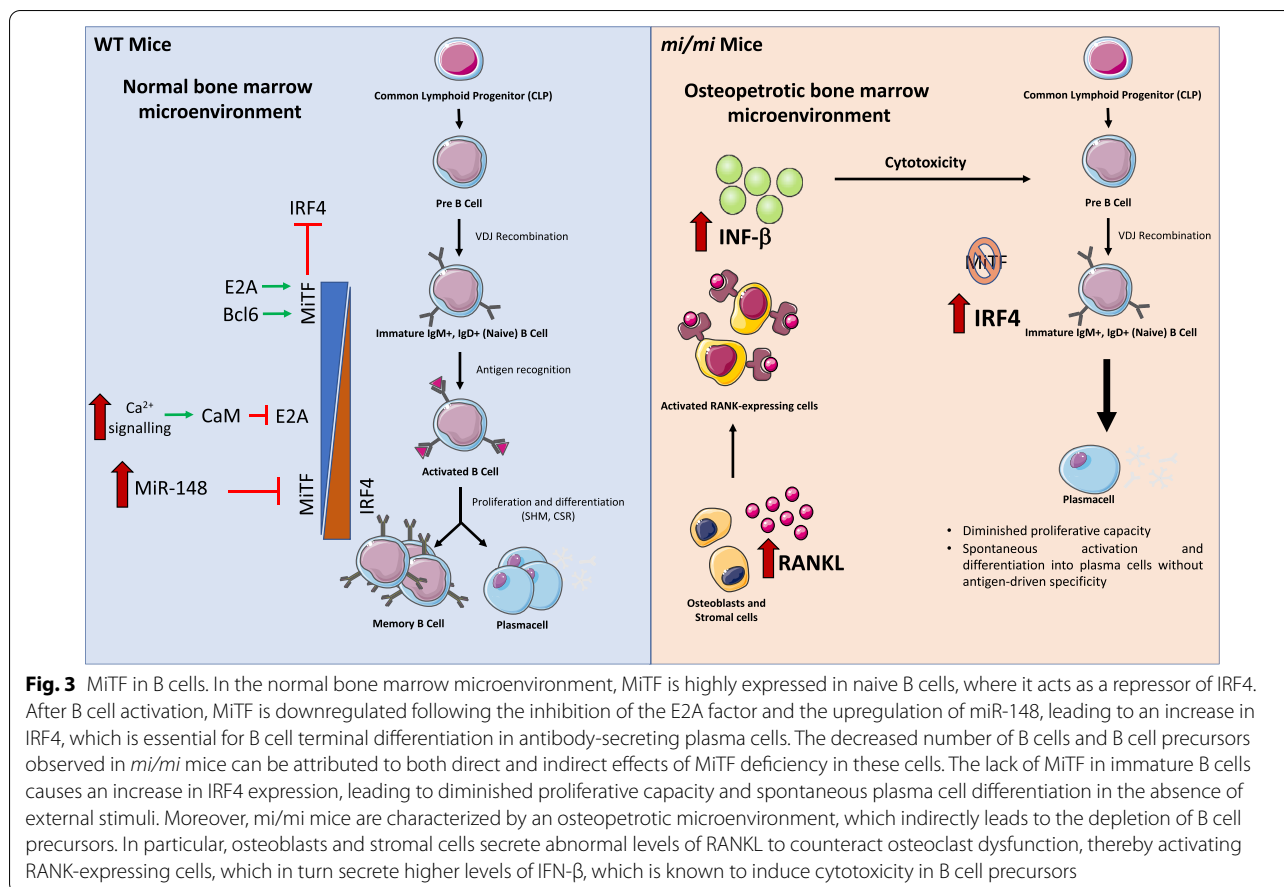 WT Mice
Normal bone marrow
microenvironment
Common Lymphoid Progenitor (CLP)
Pre B Cell
VDJ Recombination
IRF4
E2A
Bcl6
MiTF
Immature IgM+, IgD+ (Naive) B Cell
Antigen recognition
Ca2+
signalling
CaM
E2A
Activated B Cell
MiR-148
MiTF
IRF4
Proliferation and differentiation
(SHM, CSR)
Memory B Cell
Plasmacell
mi/mi Mice
Osteopetrotic bone marrow
microenvironment
Common Lymphoid Progenitor (CLP)
Cytotoxicity
Pre B Cell
INF-β
VDJ Recombination
MiTF
IRF4
Immature IgM+, IgD+ (Naive) B Cell
Activated RANK-expressing cells
Plasmacell
RANKL
Osteoblasts and
Stromal cells
• Diminished proliferative capacity
• Spontaneous activation and
differentiation into plasma cells without
antigen-driven specificity
Fig. 3 MiTF in B cells. In the normal bone marrow microenvironment, MiTF is highly expressed in naive B cells, where it acts as a repressor of IRF4.
After B cell activation, MiTF is downregulated following the inhibition of the E2A factor and the upregulation of miR-148, leading to an increase in
IRF4, which is essential for B cell terminal differentiation in antibody-secreting plasma cells. The decreased number of B cells and B cell precursors
observed in mi/mi mice can be attributed to both direct and indirect effects of MiTF deficiency in these cells. The lack of MiTF in immature B cells
causes an increase in IRF4 expression, leading to diminished proliferative capacity and spontaneous plasma cell differentiation in the absence of
external stimuli. Moreover, mi/mi mice are characterized by an osteopetrotic microenvironment, which indirectly leads to the depletion of B cell
precursors. In particular, osteoblasts and stromal cells secrete abnormal levels of RANKL to counteract osteoclast dysfunction, thereby activating
RANK-expressing cells, which in turn secrete higher levels of IFN-β, which is known to induce cytotoxicity in B cell precursors